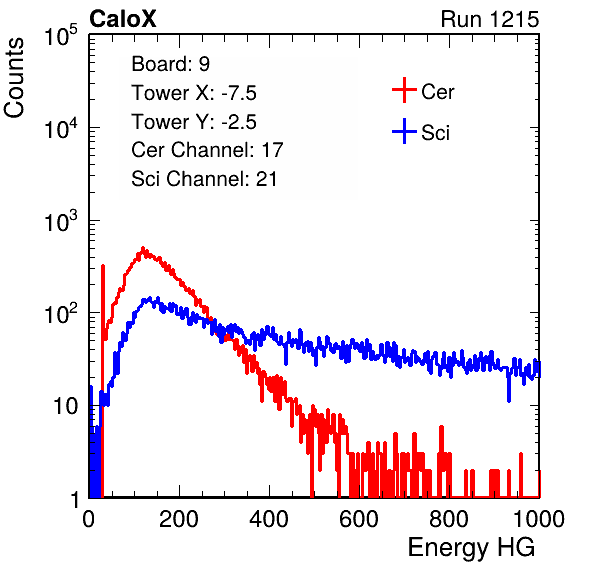 CaloX Run 1215
Counts
Board: 9
Tower X: -7.5
Tower Y: -2.5
Cer Channel: 17
Sci Channel: 21
Cer
Sci
10^5
10^4
10^3
10^2
10
1
0 200 400 600 800 1000
Energy HG